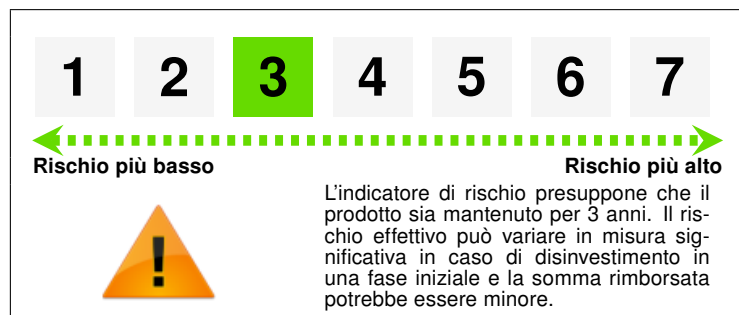 1 2 3 4 5 6 7
Rischio più basso Rischio più alto
L'indicatore di rischio presuppone che il
prodotto sia mantenuto per 3 anni. Il ris-
chio effettivo può variare in misura sig-
nificativa in caso di disinvestimento in
una fase iniziale e la somma rimborsata
potrebbe essere minore.